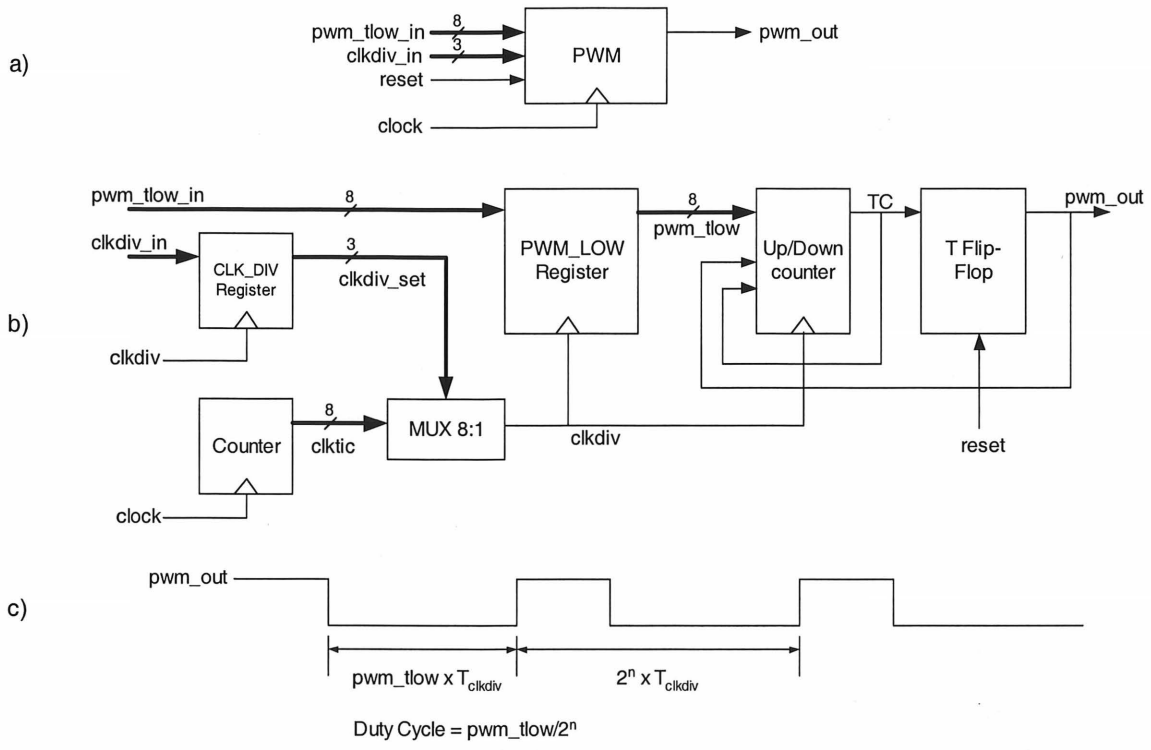 a)
pwm_tlow_in
8
clkdiv_in
3
reset
clock
PWM
pwm_out
b)
pwm_tlow_in
8
clkdiv_in
CLK_DIV
Register
clkdiv
3
clkdiv_set
PWM_LOW
Register
8
pwm_tlow
Up/Down
counter
TC
T Flip-
Flop
pwm_out
reset
Counter
clock
8
clktic
MUX 8:1
clkdiv
c)
pwm_out
pwm_tlow x Tclkdiv
2ⁿ x Tclkdiv
Duty Cycle = pwm_tlow/2ⁿ